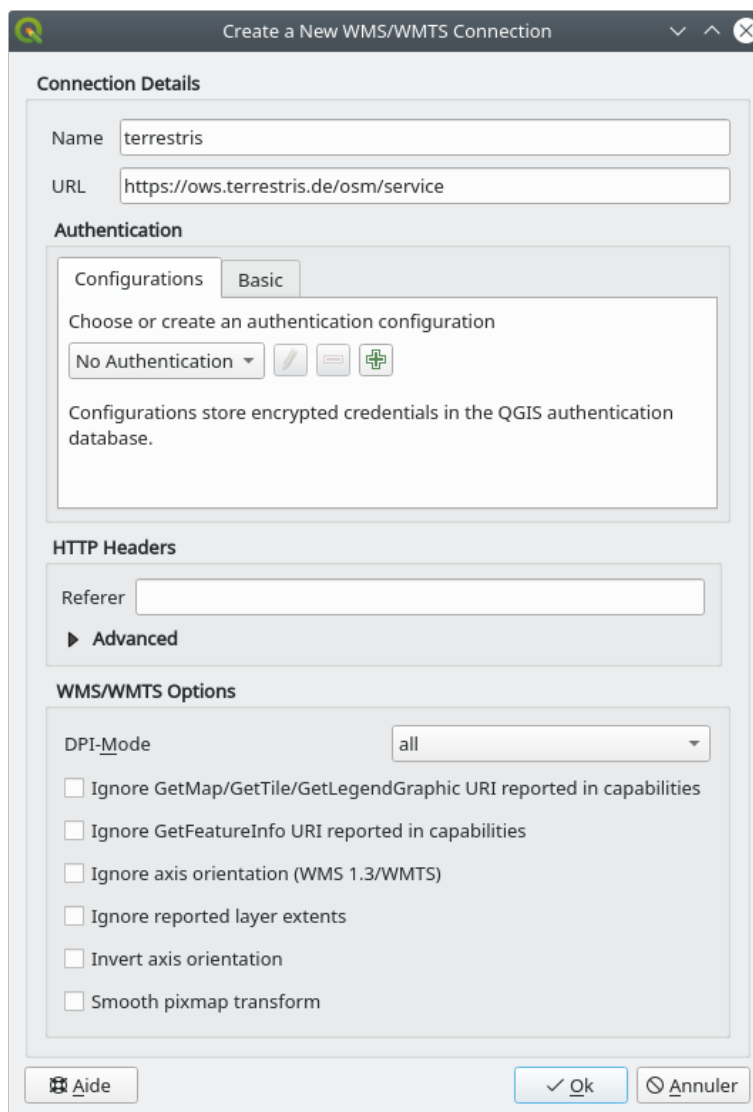 Create a New WMS/WMTS Connection
Connection Details
Name terrestris
URL https://ows.terrestris.de/osm/service
Authentication
Configurations Basic
Choose or create an authentication configuration
No Authentication
Configurations store encrypted credentials in the QGIS authentication
database.
HTTP Headers
Referer
Advanced
WMS/WMTS Options
DPI-Mode all
Ignore GetMap/GetTile/GetLegendGraphic URI reported in capabilities
Ignore GetFeatureInfo URI reported in capabilities
Ignore axis orientation (WMS 1.3/WMTS)
Ignore reported layer extents
Invert axis orientation
Smooth pixmap transform
Aide Ok Annuler